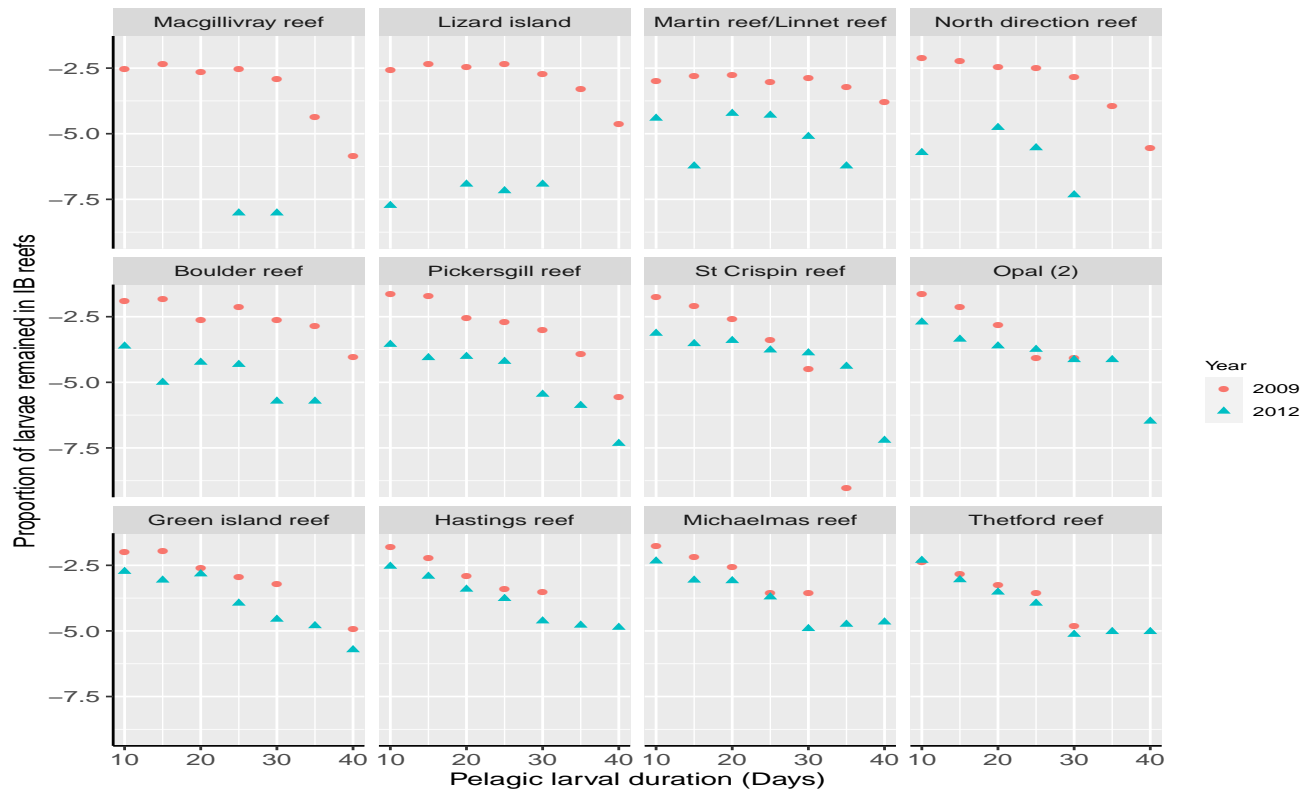 Macgillivray reef
Lizard island
Martin reef/Linnet reef
North direction reef
−2.5
−5.0
−7.5
Boulder reef
Pickersgill reef
St Crispin reef
Opal (2)
−2.5
−5.0
−7.5
Green island reef
Hastings reef
Michaelmas reef
Thetford reef
−2.5
−5.0
−7.5
10 20 30 40
10 20 30 40
10 20 30 40
10 20 30 40
Pelagic larval duration (Days)
Proportion of larvae remained in IB reefs
Year
2009
2012